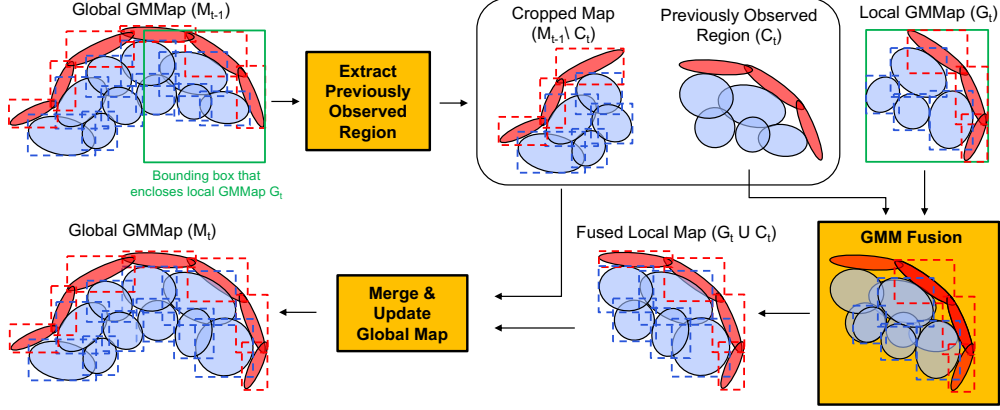 Global GMMap (Mt-1)
Extract
Previously
Observed
Region
Cropped Map
(Mt-1\ Ct)
Previously Observed
Region (Ct)
Local GMMap (Gt)
Bounding box that
encloses local GMMap Gt
Global GMMap (Mt)
Merge &
Update
Global Map
Fused Local Map (Gt U Ct)
GMM Fusion